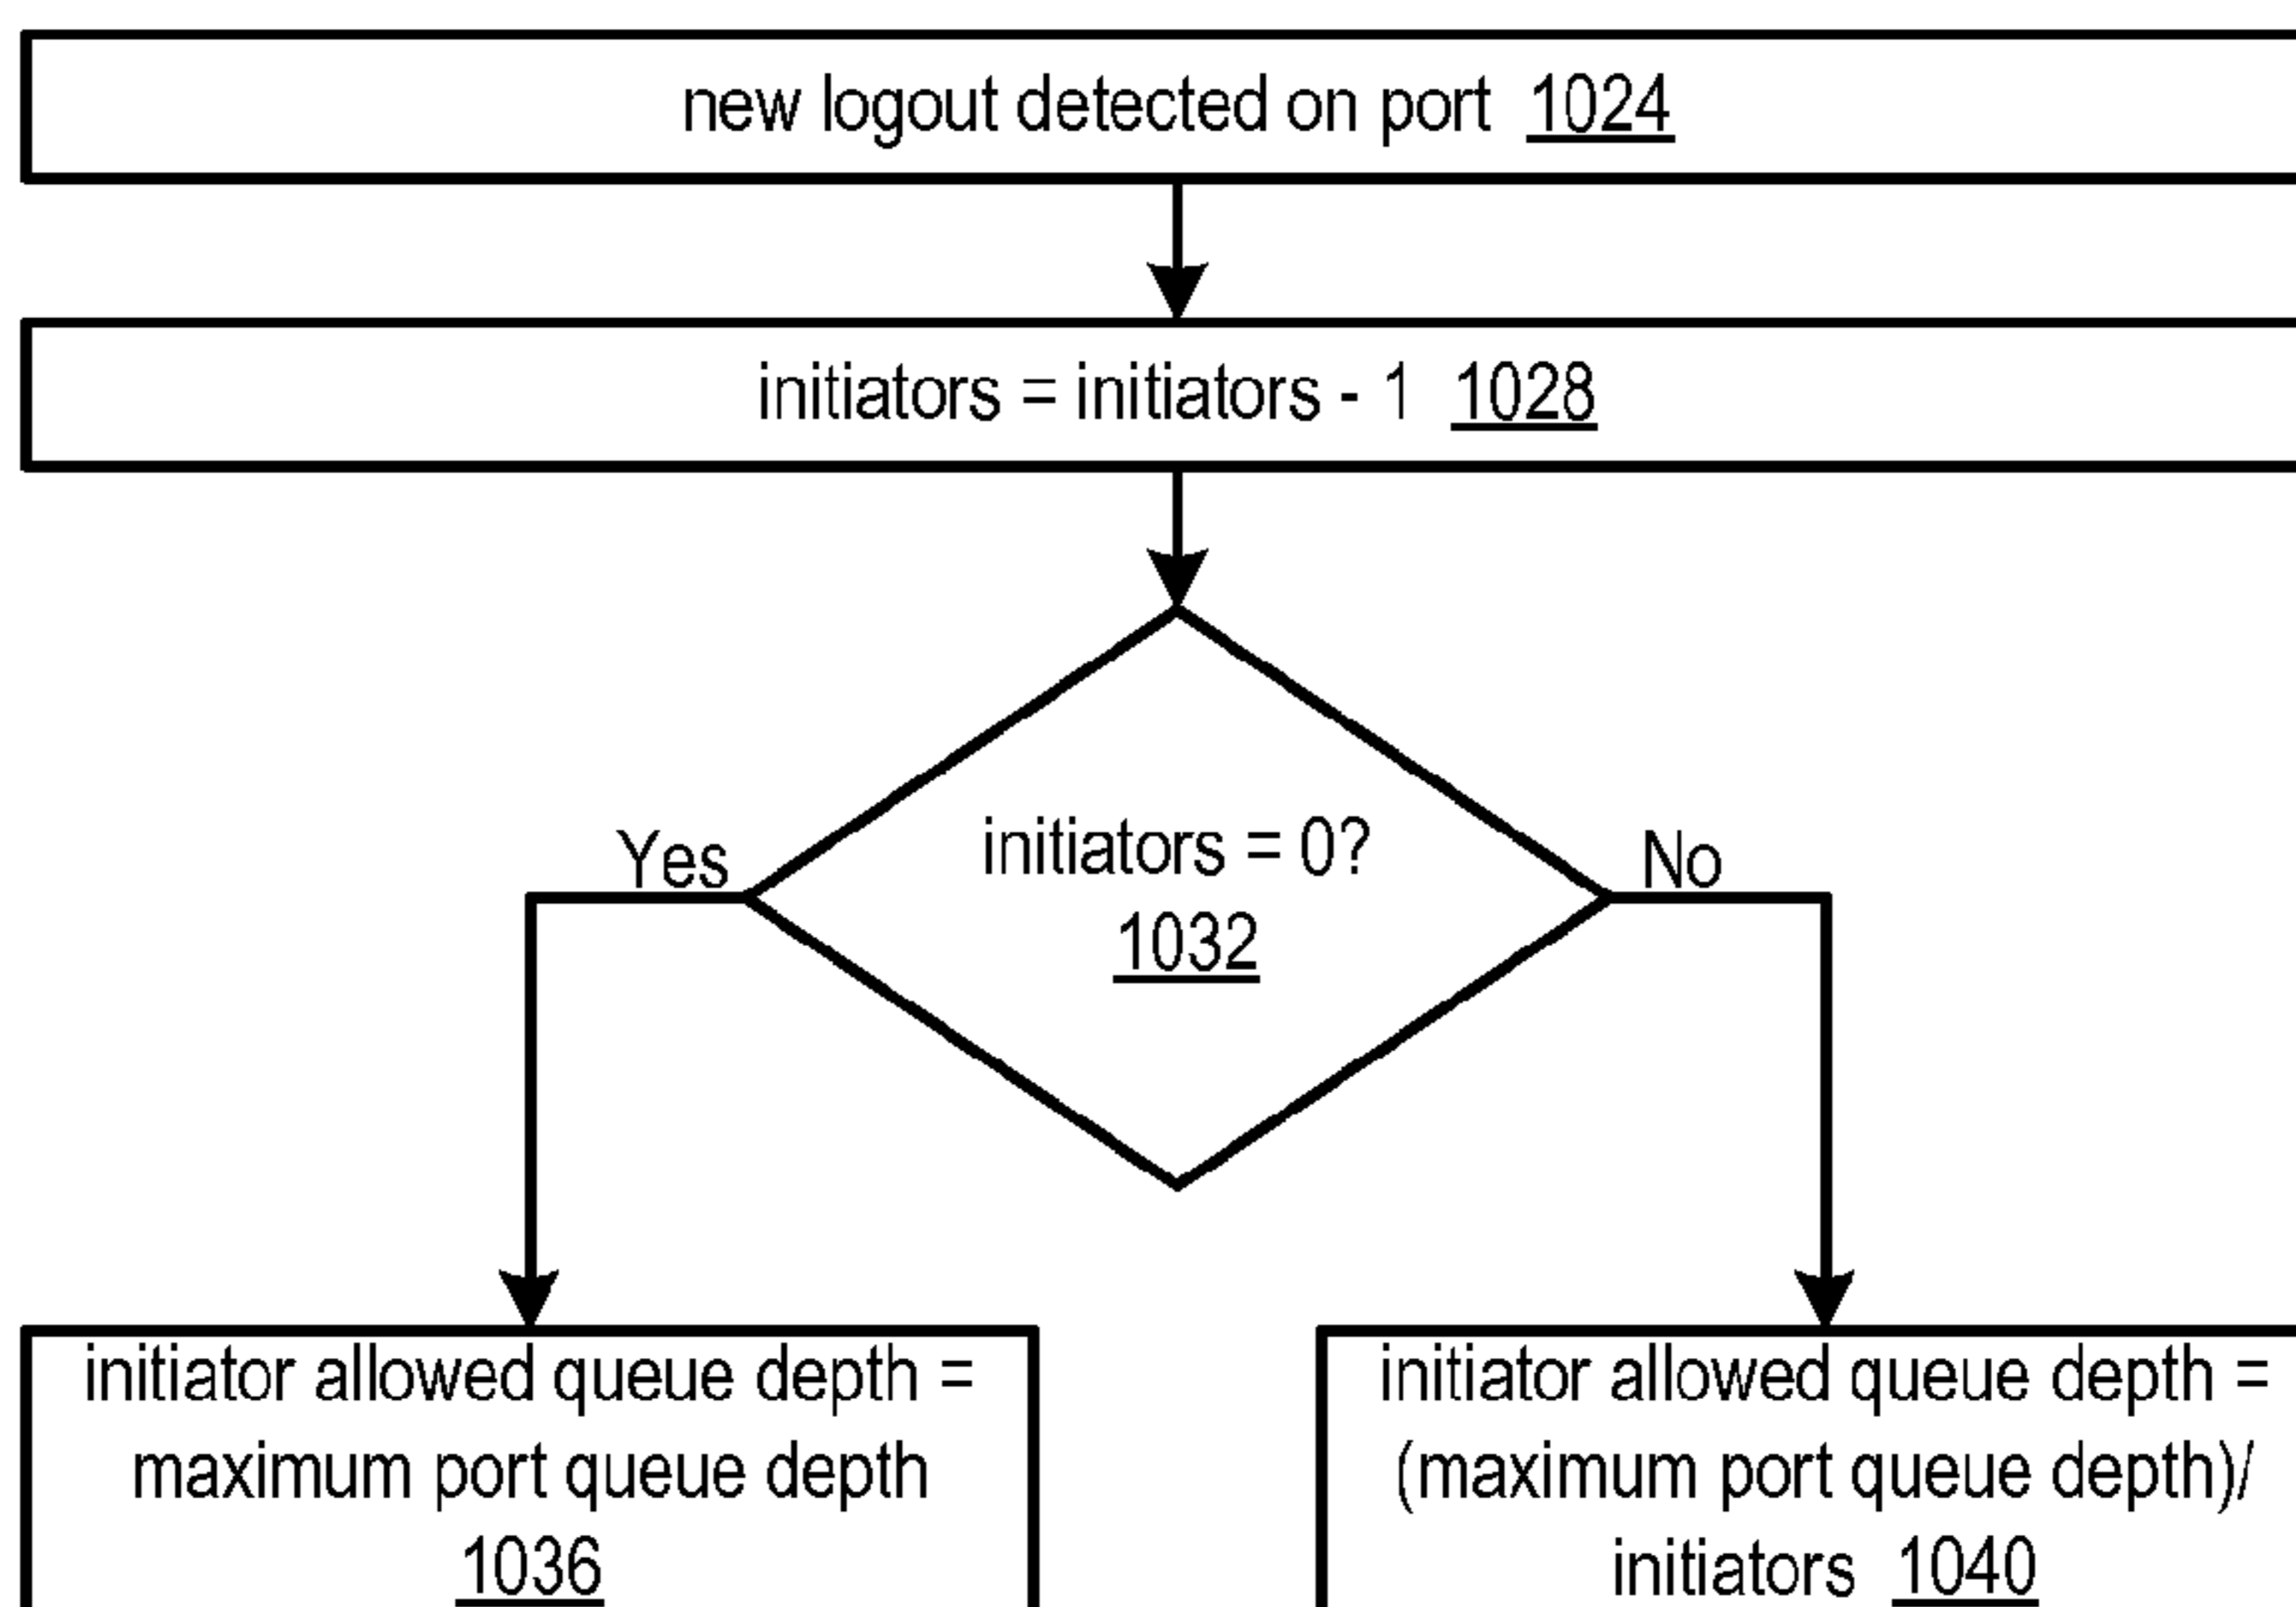 new logout detected on port 1024
initiators = initiators - 1 1028
initiators = 0?
1032
Yes
No
initiator allowed queue depth =
maximum port queue depth
1036
initiator allowed queue depth =
(maximum port queue depth)/
initiators 1040